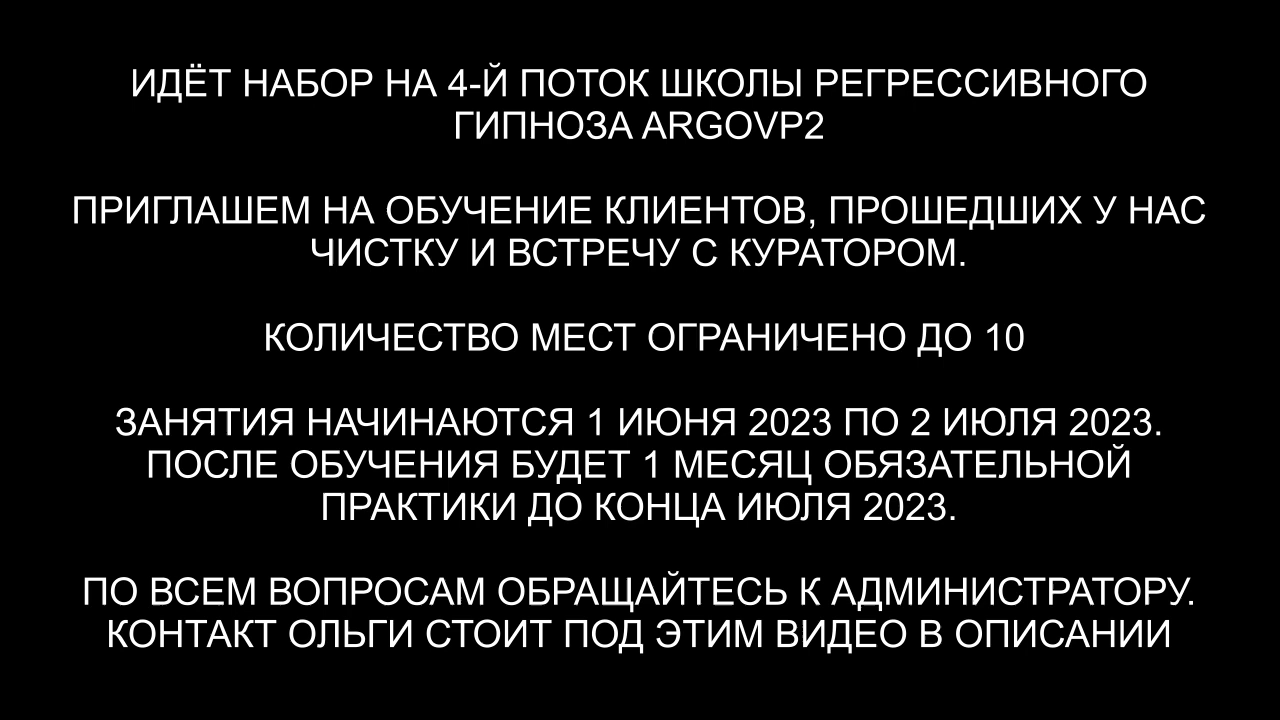 ИДЁТ НАБОР НА 4-Й ПОТОК ШКОЛЫ РЕГРЕССИВНОГО
ГИПНОЗА ARGOVP2
ПРИГЛАШЕМ НА ОБУЧЕНИЕ КЛИЕНТОВ, ПРОШЕДШИХ У НАС
ЧИСТКУ И ВСТРЕЧУ С КУРАТОРОМ.
КОЛИЧЕСТВО МЕСТ ОГРАНИЧЕНО ДО 10
ЗАНЯТИЯ НАЧИНАЮТСЯ 1 ИЮНЯ 2023 ПО 2 ИЮЛЯ 2023.
ПОСЛЕ ОБУЧЕНИЯ БУДЕТ 1 МЕСЯЦ ОБЯЗАТЕЛЬНОЙ
ПРАКТИКИ ДО КОНЦА ИЮЛЯ 2023.
ПО ВСЕМ ВОПРОСАМ ОБРАЩАЙТЕСЬ К АДМИНИСТРАТОРУ.
КОНТАКТ ОЛЬГИ СТОИТ ПОД ЭТИМ ВИДЕО В ОПИСАНИИ